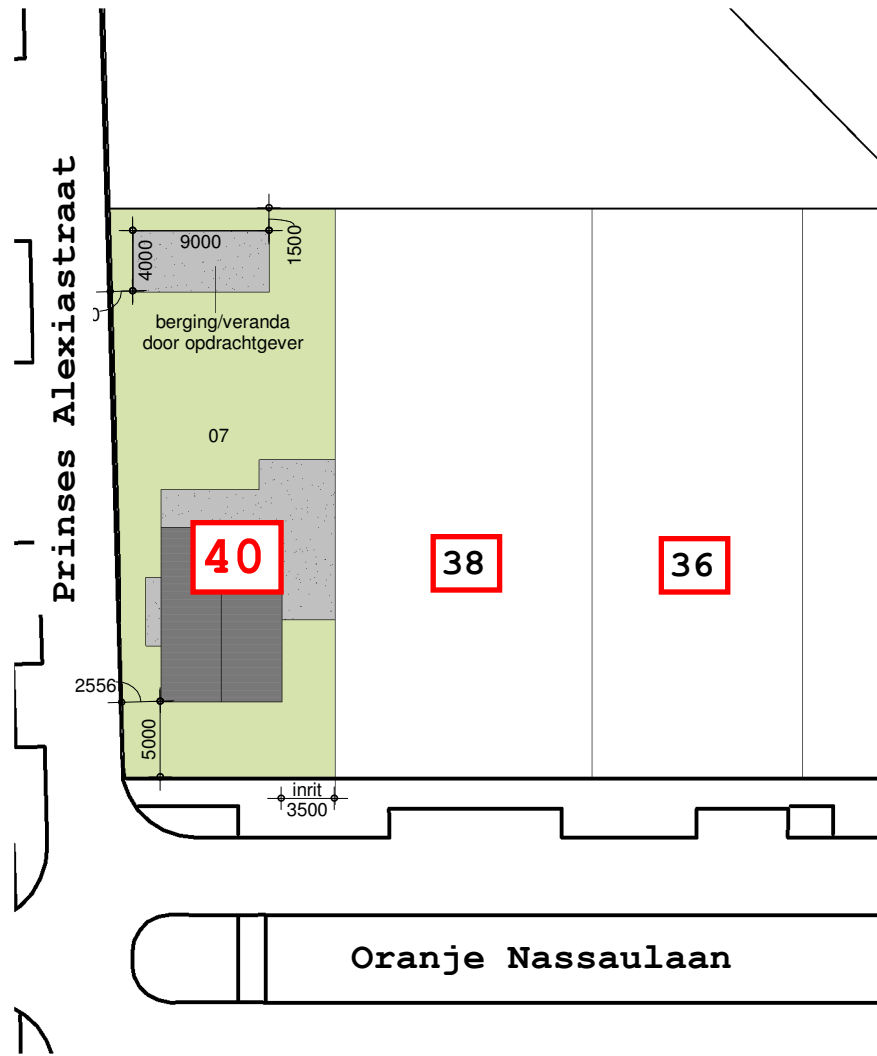 Prinses Alexiastraat
9000
4000
1500
berging/veranda
door opdrachtgever
07
40
38
36
2556
5000
inrit
3500
Oranje Nassaulaan